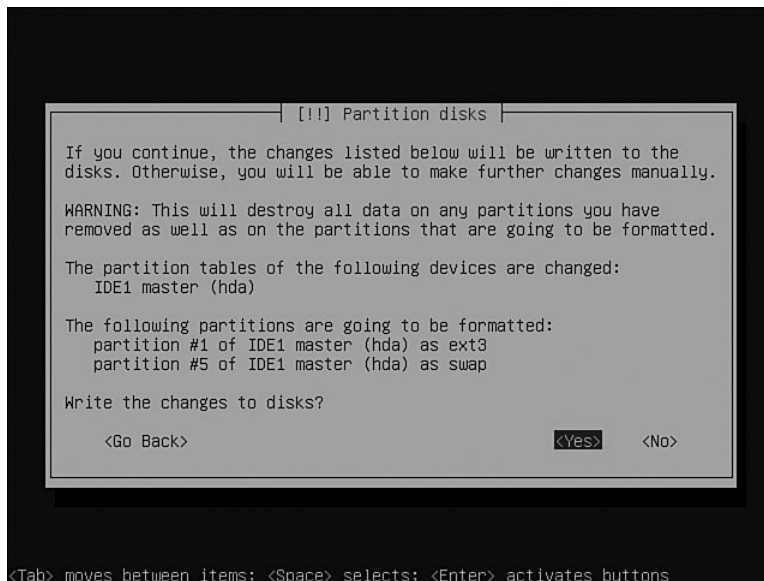 [!!] Partition disks
If you continue, the changes listed below will be written to the
disks. Otherwise, you will be able to make further changes manually.
WARNING: This will destroy all data on any partitions you have
removed as well as on the partitions that are going to be formatted.
The partition tables of the following devices are changed:
IDE1 master (hda)
The following partitions are going to be formatted:
partition #1 of IDE1 master (hda) as ext3
partition #5 of IDE1 master (hda) as swap
Write the changes to disks?
<Go Back> <Yes> <No>
<Tab> moves between items; <Space> selects; <Enter> activates buttons